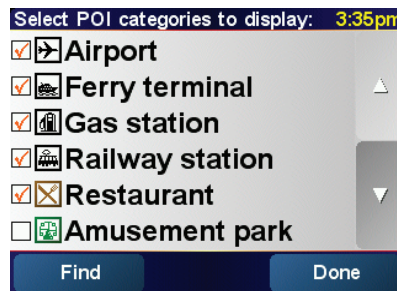 Select POI categories to display: 3:35pm
Airport
Ferry terminal
Gas station
Railway station
Restaurant
Amusement park
Find Done